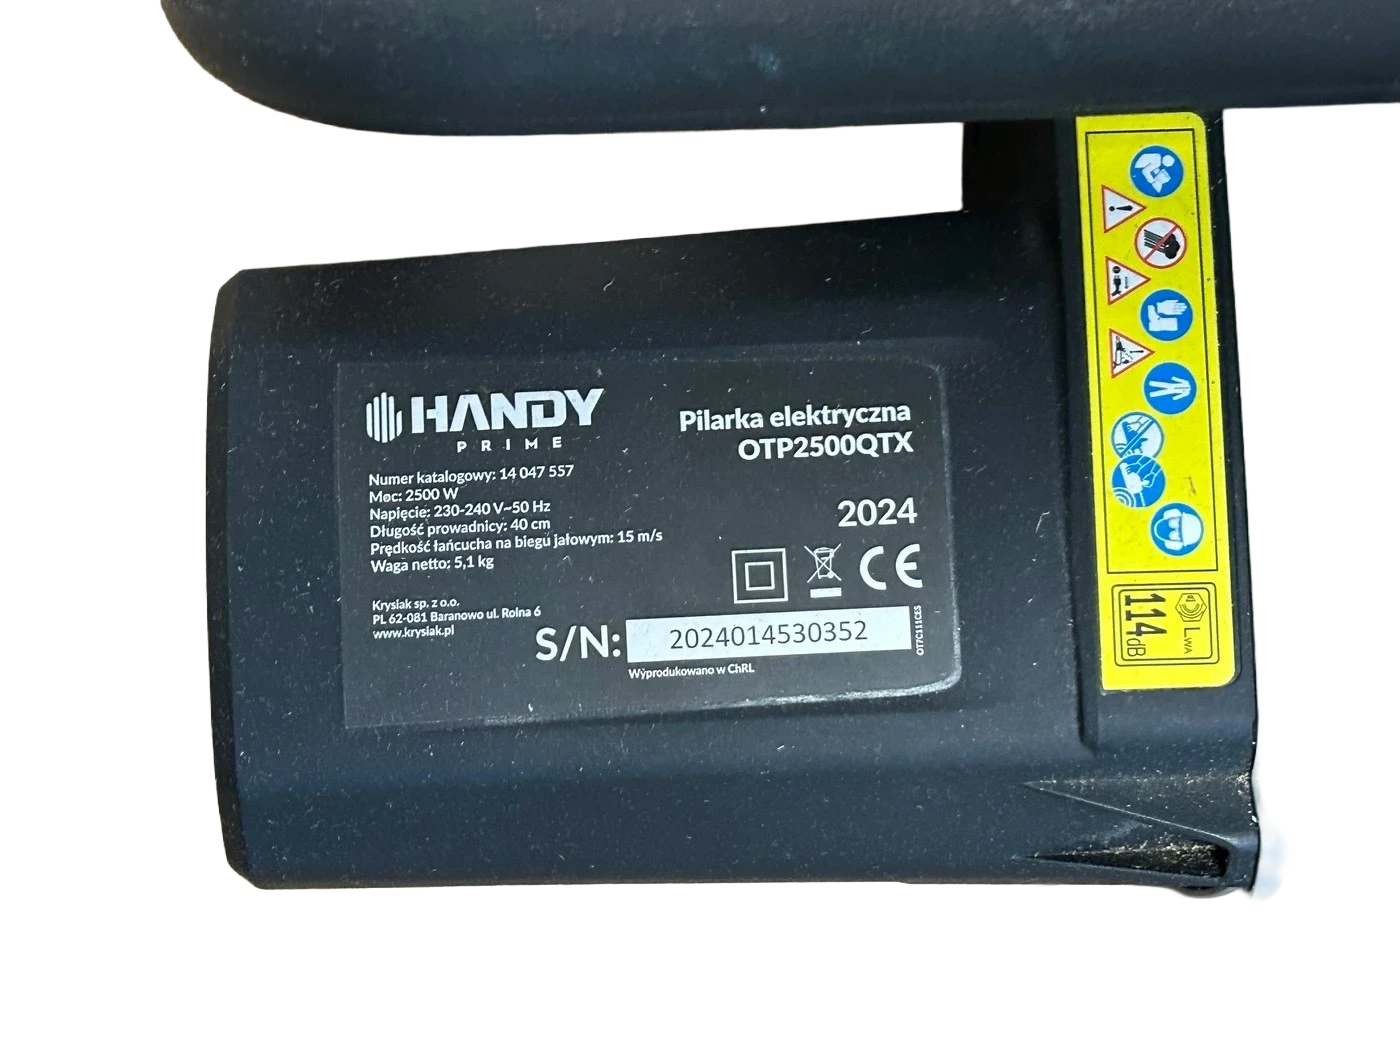 HANDY
PRIME
Pilarka elektryczna
OTP2500QTX
Numer katalogowy: 14 047 557
Moc: 2500 W
Napięcie: 230-240 V~50 Hz
Długość prowadnicy: 40 cm
Prędkość łańcucha na biegu jałowym: 15 m/s
Waga netto: 5,1 kg
2024
CE
Krysiak sp. z o.o.
PL 62-081 Baranowo ul. Rolna 6
www.krysiak.pl
S/N: 2024014530352
Wyprodukowano w ChRL
OT7C111CES
LWA
114dB